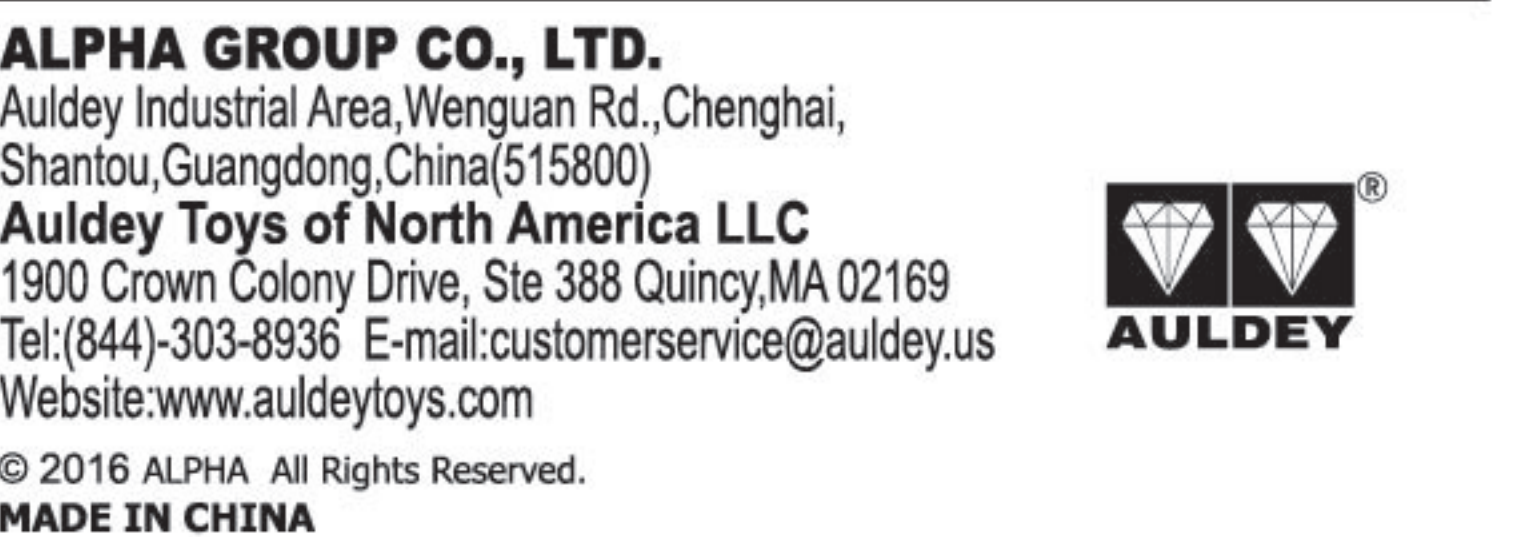 ALPHA GROUP CO., LTD.
Auldey Industrial Area,Wenguan Rd.,Chenghai,
Shantou,Guangdong,China(515800)
Auldey Toys of North America LLC
1900 Crown Colony Drive, Ste 388 Quincy,MA 02169
Tel:(844)-303-8936 E-mail:customerservice@auldey.us
Website:www.auldeytoys.com
© 2016 ALPHA All Rights Reserved.
MADE IN CHINA
®
AULDEY